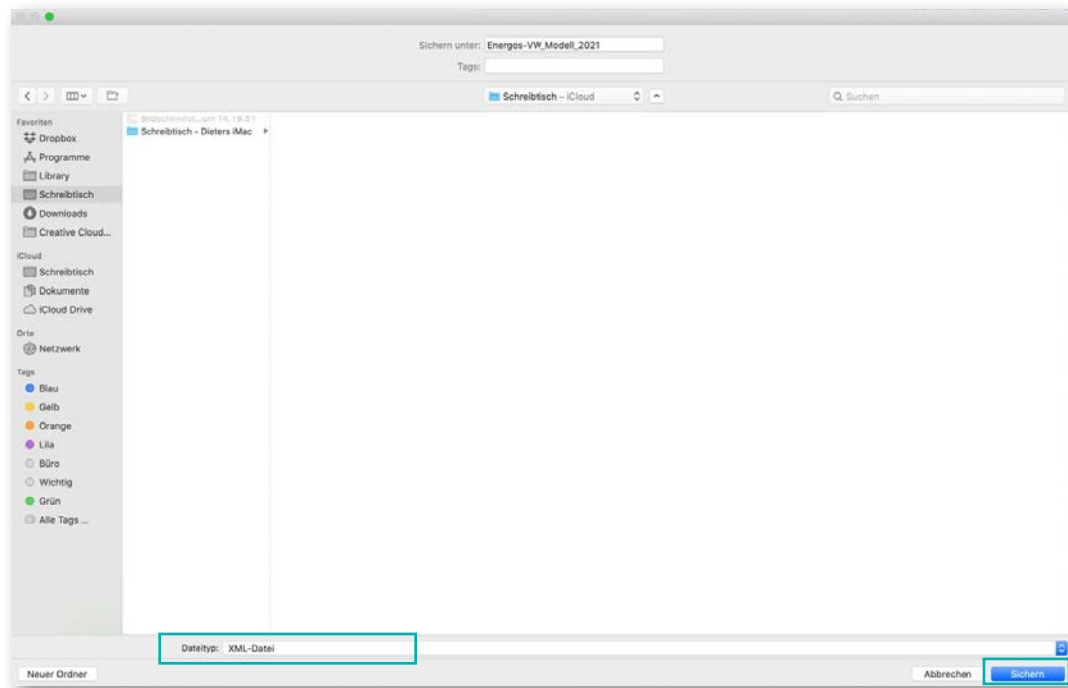 Sichern unter: Energos-VW_Modell_2021
Tags:
Schreibtisch – iCloud
Suchen
Favoriten
Dropbox
Programme
Library
Schreibtisch
Downloads
Creative Cloud...
iCloud
Schreibtisch
Dokumente
iCloud Drive
Orte
Netzwerk
Tags
Blau
Gelb
Orange
Lila
Büro
Wichtig
Grün
Alle Tags ...
Schreibtisch - Dieters iMac
Dateityp: XML-Datei
Neuer Ordner
Abbrechen
Sichern